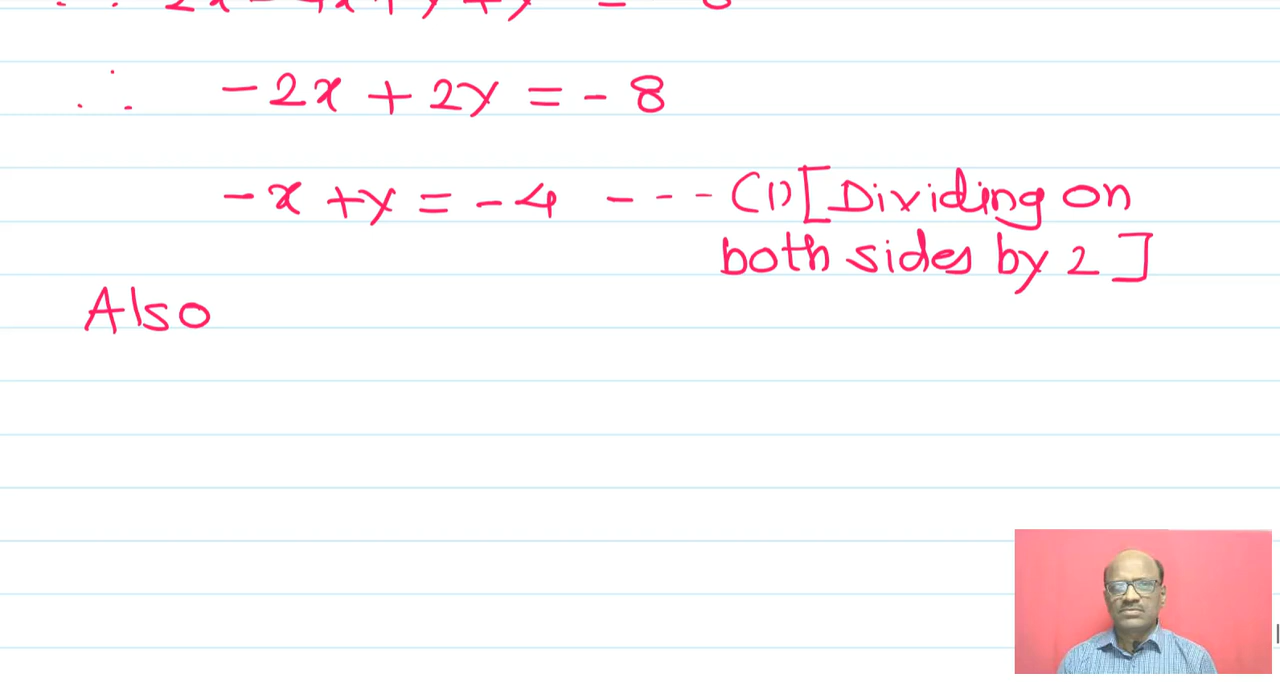 ∴ -2x + 2y = - 8
-x + y = - 4 - - - (1) [Dividing on
both sides by 2 ]
Also